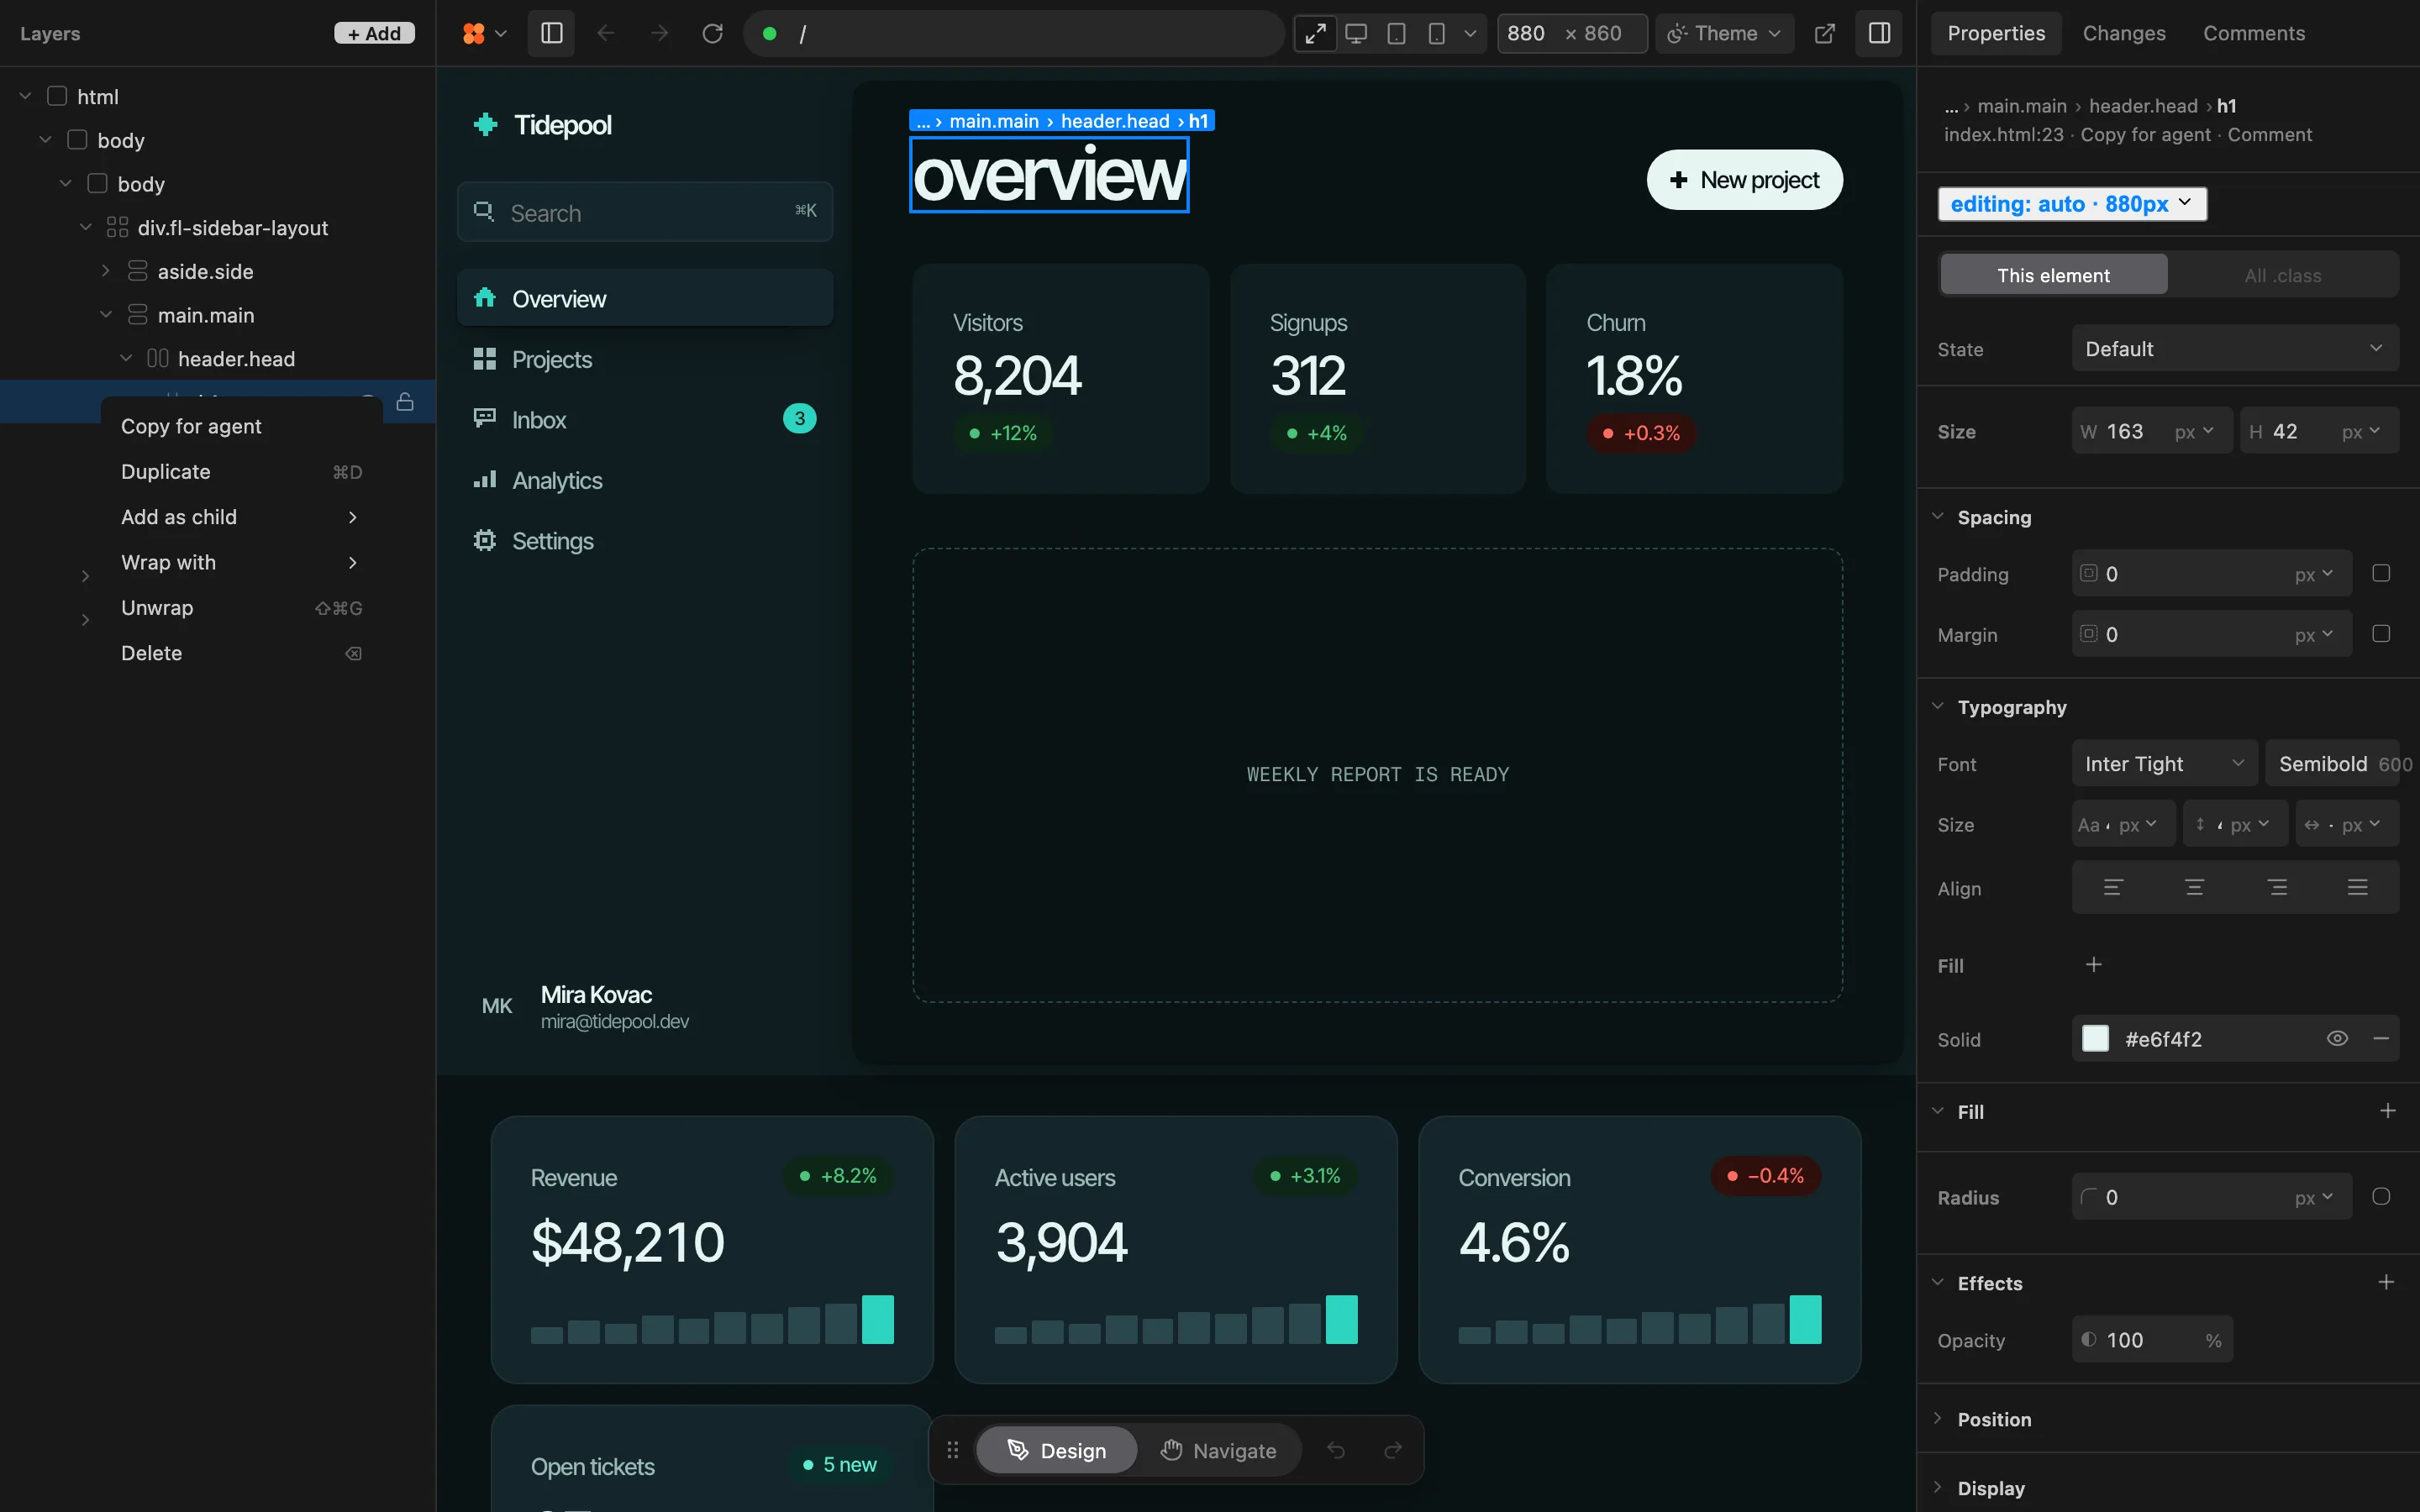 Layers
+ Add
/
880 × 860
Theme
Properties
Changes
Comments
html
body
body
div.fl-sidebar-layout
aside.side
main.main
header.head
Copy for agent
Duplicate ⌘D
Add as child
Wrap with
Unwrap ⇧⌘G
Delete ⌫
Tidepool
Search ⌘K
Overview
Projects
Inbox 3
Analytics
Settings
MK
Mira Kovac
mira@tidepool.dev
... › main.main › header.head › h1
overview
+ New project
Visitors
8,204
+12%
Signups
312
+4%
Churn
1.8%
+0.3%
WEEKLY REPORT IS READY
Revenue
+8.2%
$48,210
Active users
+3.1%
3,904
Conversion
−0.4%
4.6%
Open tickets
5 new
Design
Navigate
... › main.main › header.head › h1
index.html:23 · Copy for agent · Comment
editing: auto · 880px
This element
All .class
State
Default
Size
W 163 px
H 42 px
Spacing
Padding
0 px
Margin
0 px
Typography
Font
Inter Tight
Semibold 600
Size
Aa px
px
px
Align
Fill
Solid
#e6f4f2
Fill
Radius
0 px
Effects
Opacity
100 %
Position
Display